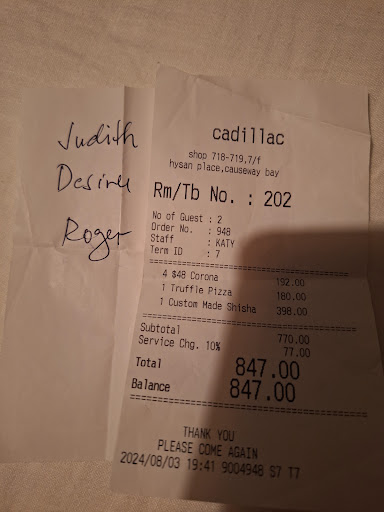 Judith
Desiree
Roger
cadillac
shop 718-719,7/f
hysan place,causeway bay
Rm/Tb No. : 202
No of Guest : 2
Order No. : 948
Staff : KATY
Term ID : 7
4 $48 Corona 192.00
1 Truffle Pizza 180.00
1 Custom Made Shisha 398.00
Subtotal 770.00
Service Chg. 10% 77.00
Total 847.00
Balance 847.00
THANK YOU
PLEASE COME AGAIN
2024/08/03 19:41 9004948 S7 T7